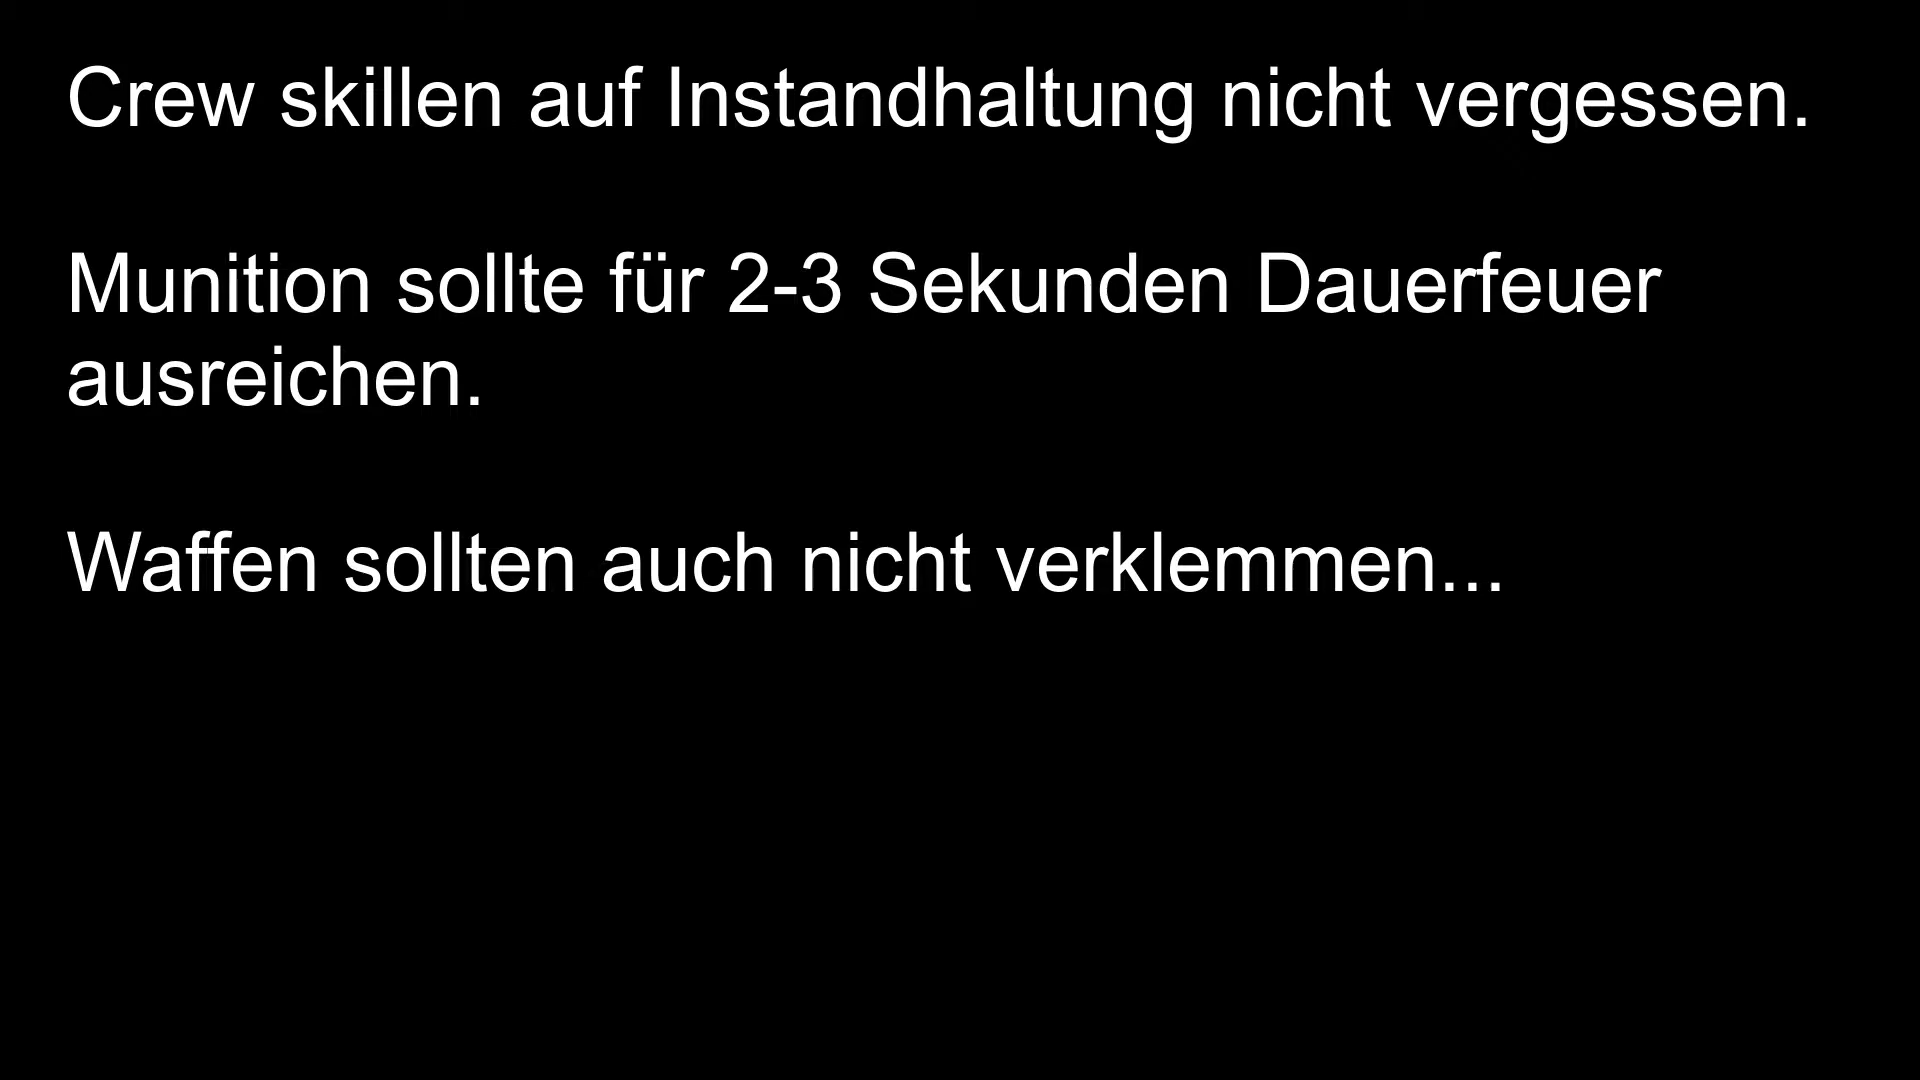 Crew skillen auf Instandhaltung nicht vergessen.
Munition sollte für 2-3 Sekunden Dauerfeuer
ausreichen.
Waffen sollten auch nicht verklemmen...